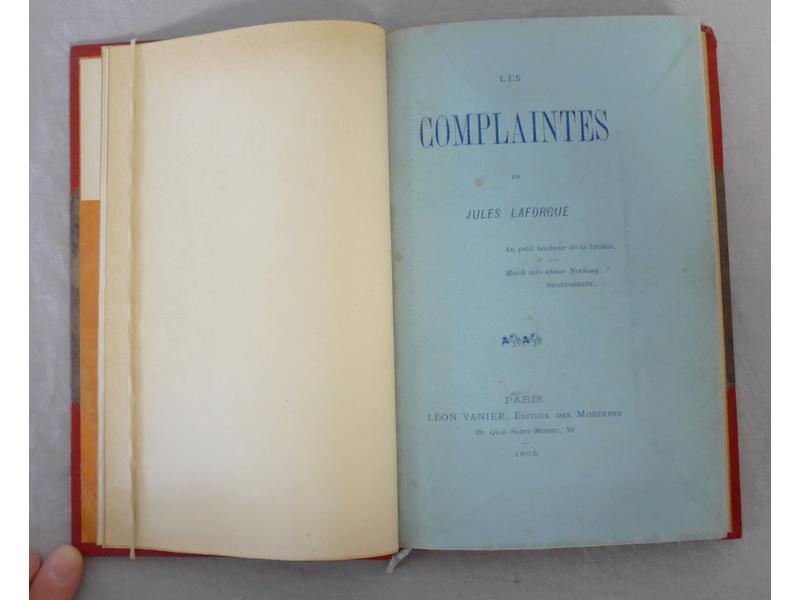 LES
COMPLAINTES
DE
JULES LAFORGUE
Au petit bonheur de la fatalité.
Much ado about Nothing
SHAKESPEARE.
PARIS
LÉON VANIER, ÉDITEUR DES MODERNES
19, QUAI SAINT-MICHEL, 19
1885